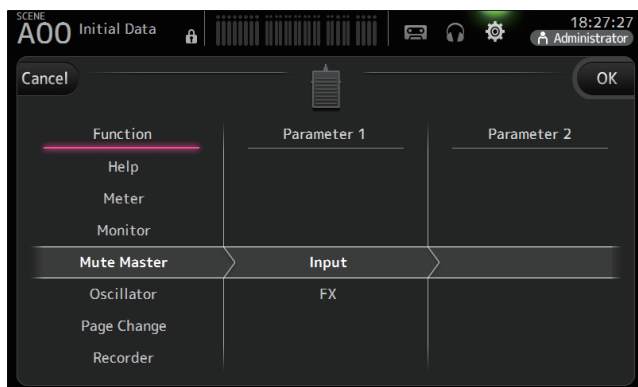 SCENE
A00 Initial Data
18:27:27
Administrator
Cancel
OK
Function Parameter 1 Parameter 2
Help
Meter
Monitor
Mute Master Input
Oscillator FX
Page Change
Recorder